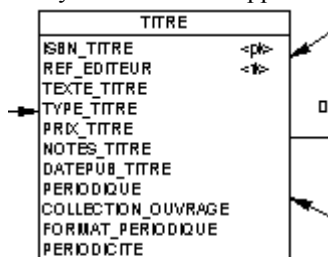 TITRE
ISBN_TITRE <pk>
REF_EDITEUR <fk>
TEXTE_TITRE
TYPE_TITRE
PRIX_TITRE
NOTES_TITRE
DATEPUB_TITRE
PERIODIQUE
COLLECTION_OUVRAGE
FORMAT_PERIODIQUE
PERIODICITE